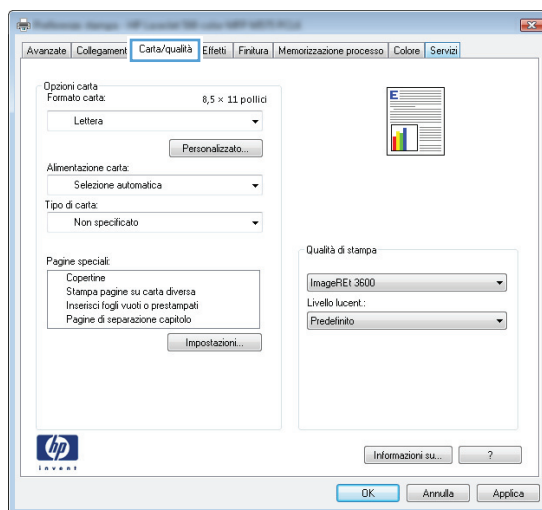 Avanzate Collegament Carta/qualità Effetti Finitura Memorizzazione processo Colore Servizi
Opzioni carta
Formato carta: 8,5 × 11 pollici
Lettera
Personalizzato...
Alimentazione carta:
Selezione automatica
Tipo di carta:
Non specificato
Pagine speciali:
Copertine
Stampa pagine su carta diversa
Inserisci fogli vuoti o prestampati
Pagine di separazione capitolo
Impostazioni...
E
Qualità di stampa
ImageREt 3600
Livello lucent.:
Predefinito
hp
invent
Informazioni su... ?
OK Annulla Applica